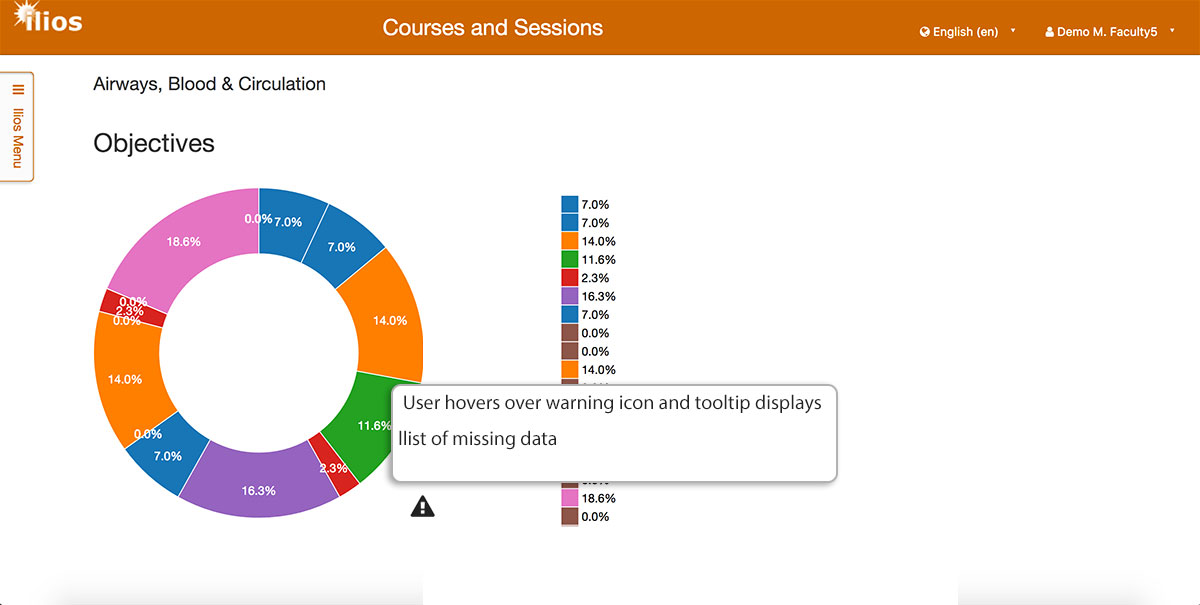 ilios
Courses and Sessions
English (en)
Demo M. Faculty5
Ilios Menu
Airways, Blood & Circulation
Objectives
0.0%
7.0%
7.0%
14.0%
11.6%
2.3%
16.3%
7.0%
0.0%
14.0%
0.0%
2.3%
0.0%
18.6%
7.0%
7.0%
14.0%
11.6%
2.3%
16.3%
7.0%
0.0%
0.0%
14.0%
User hovers over warning icon and tooltip displays
llist of missing data
18.6%
0.0%